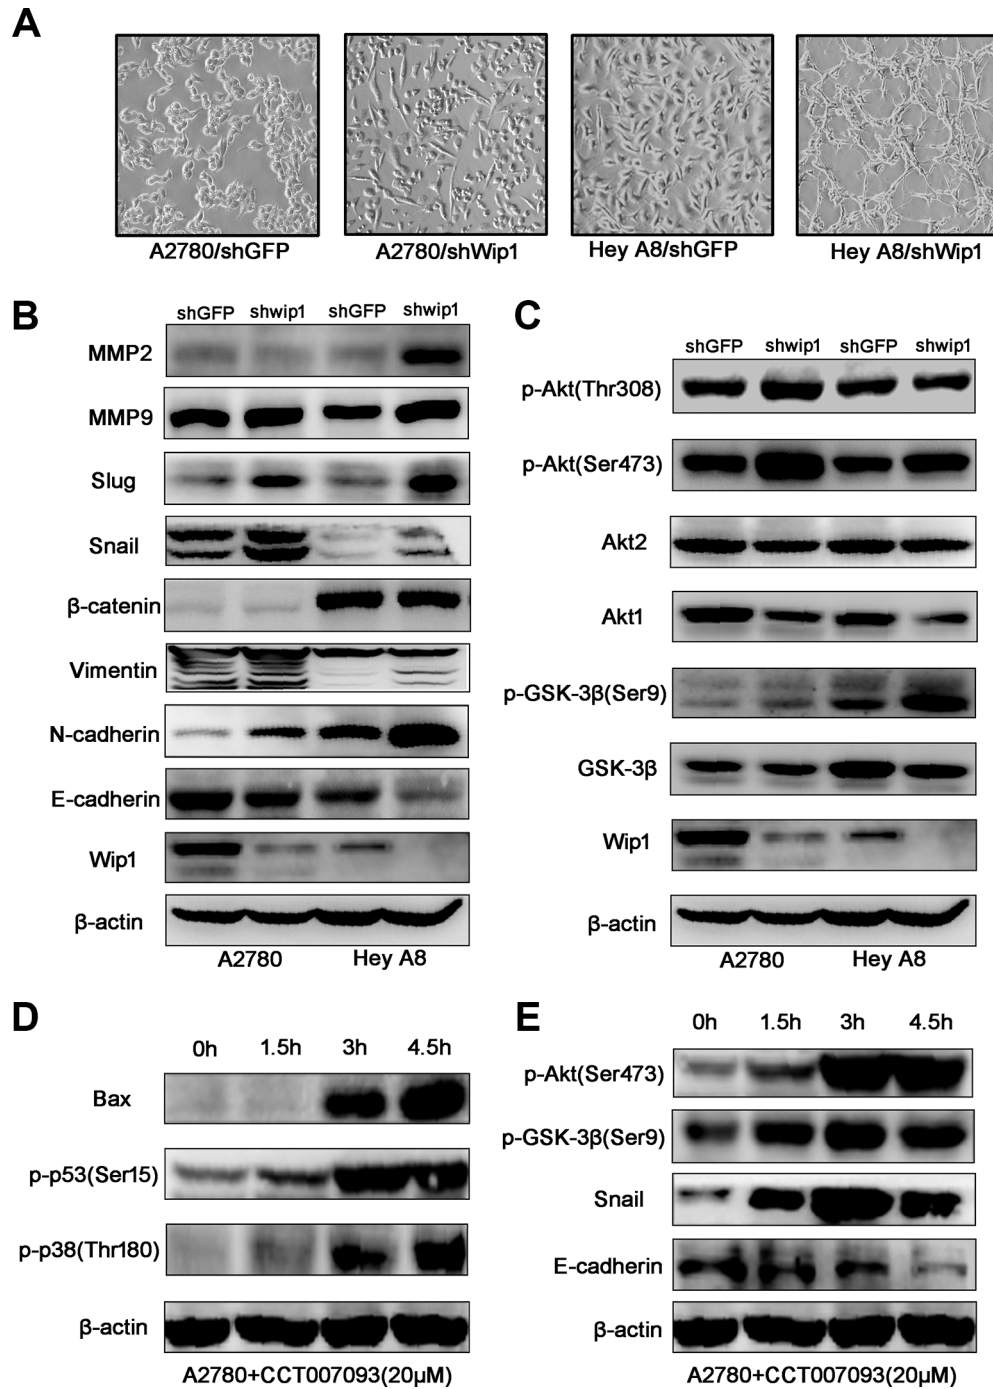 A
A2780/shGFP A2780/shWip1 Hey A8/shGFP Hey A8/shWip1
B
shGFP shwip1 shGFP shwip1
MMP2
MMP9
Slug
Snail
β-catenin
Vimentin
N-cadherin
E-cadherin
Wip1
β-actin
A2780 Hey A8
C
shGFP shwip1 shGFP shwip1
p-Akt(Thr308)
p-Akt(Ser473)
Akt2
Akt1
p-GSK-3β(Ser9)
GSK-3β
Wip1
β-actin
A2780 Hey A8
D
0h 1.5h 3h 4.5h
Bax
p-p53(Ser15)
p-p38(Thr180)
β-actin
A2780+CCT007093(20μM)
E
0h 1.5h 3h 4.5h
p-Akt(Ser473)
p-GSK-3β(Ser9)
Snail
E-cadherin
β-actin
A2780+CCT007093(20μM)